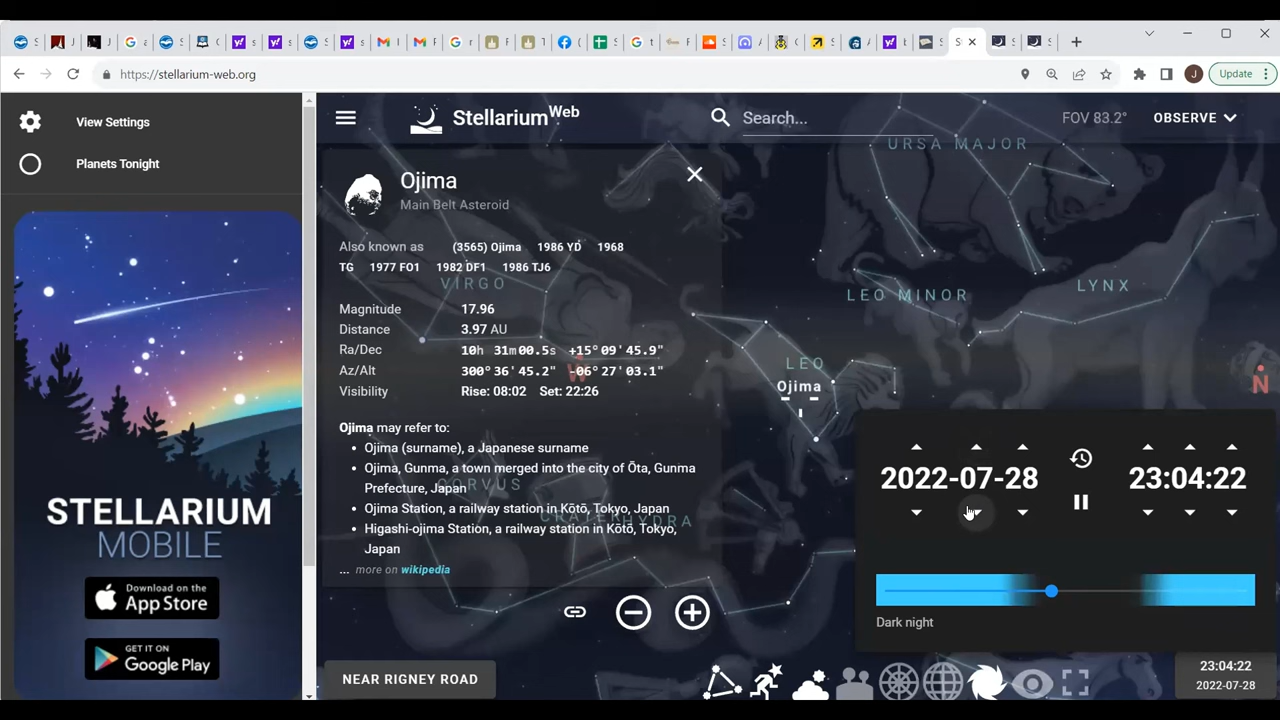 https://stellarium-web.org
J
Update
View Settings
Planets Tonight
StellariumWeb
Search...
FOV 83.2°
OBSERVE
URSA MAJOR
Ojima
Main Belt Asteroid
Also known as (3565) Ojima 1986 YD 1968
TG 1977 FO1 1982 DF1 1986 TJ6
VIRGO
LEO MINOR
LYNX
Magnitude 17.96
Distance 3.97 AU
Ra/Dec 10h 31m00.5s +15°09'45.9"
Az/Alt 300°36'45.2" -06°27'03.1"
W
LEO
N
Visibility Rise: 08:02 Set: 22:26
Ojima
Ojima may refer to:
• Ojima (surname), a Japanese surname
• Ojima, Gunma, a town merged into the city of Ōta, Gunma
Prefecture, Japan
CORVUS
• Ojima Station, a railway station in Kōtō, Tokyo, Japan
CRATER
HYDRA
• Higashi-ojima Station, a railway station in Kōtō, Tokyo,
Japan
... more on wikipedia
2022-07-28
23:04:22
Dark night
STELLARIUM
MOBILE
Download on the
App Store
GET IT ON
Google Play
NEAR RIGNEY ROAD
23:04:22
2022-07-28